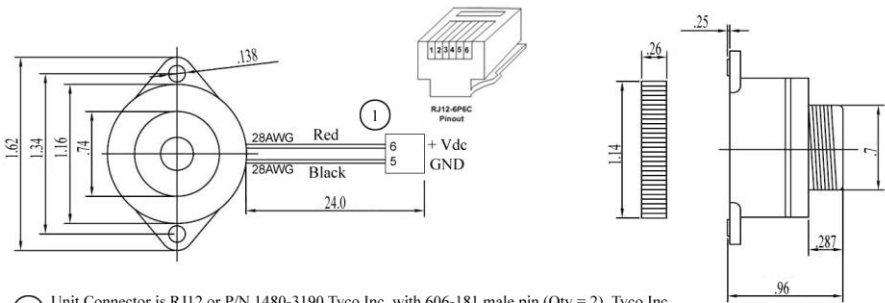 .138
1.62
1.34
1.16
.74
28AWG Red
28AWG Black
24.0
1
6 + Vdc
5 GND
1 2 3 4 5 6
RJ12-6P6C
Pinout
.26
1.14
.25
.7
.287
.96
Unit Connector is RJ12 or P/N 1480-3190 Tyco Inc. with 606-181 male pin (Qty = 2), Tyco Inc.